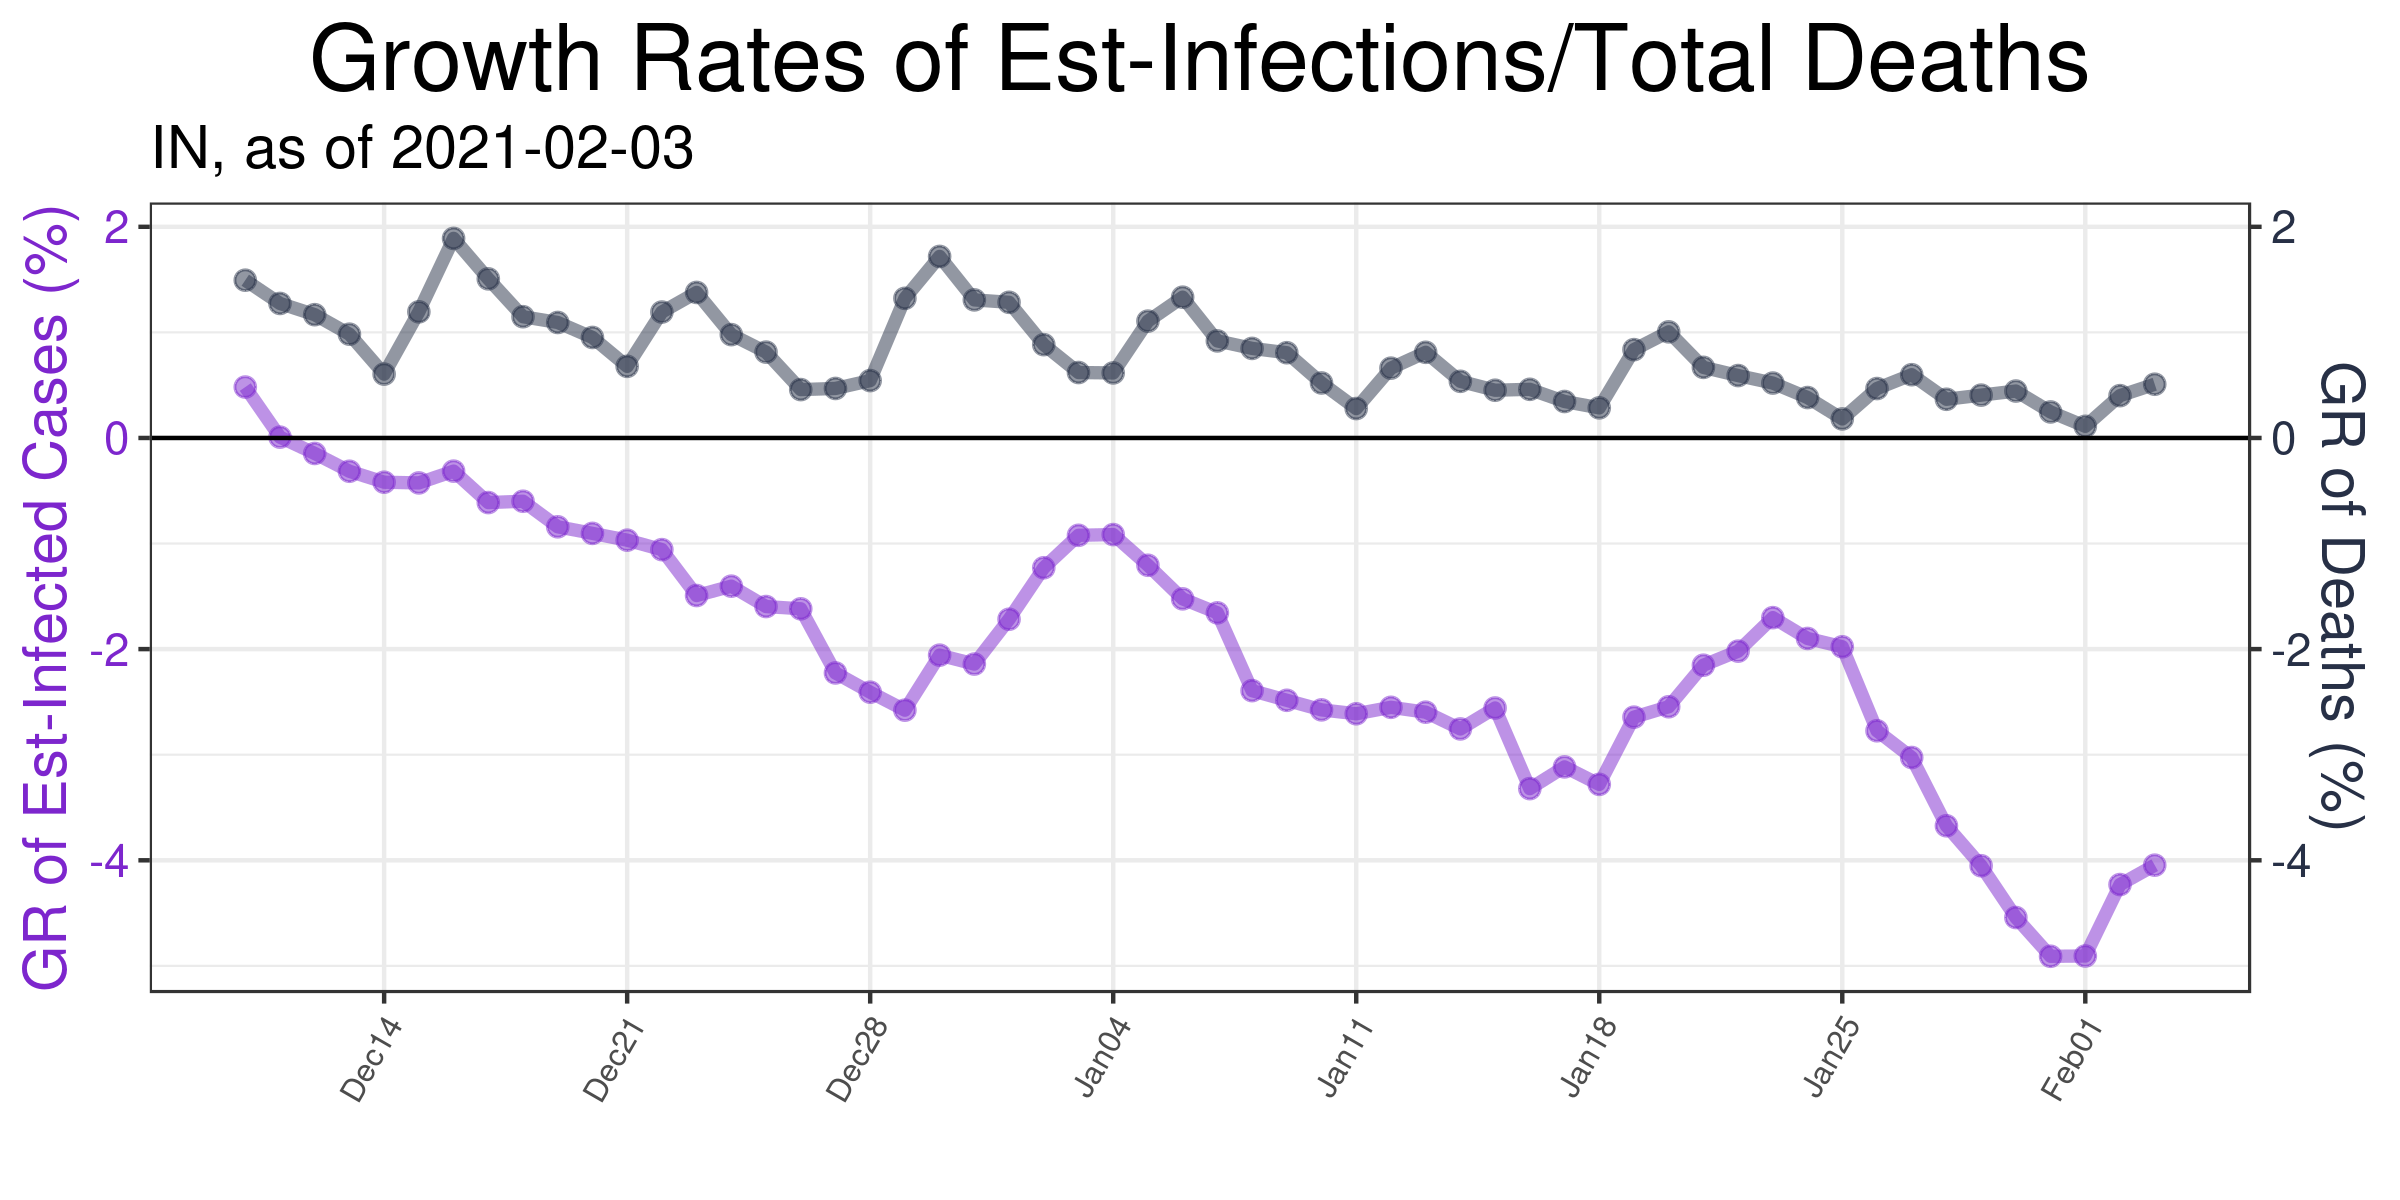 Growth Rates of Est-Infections/Total Deaths
IN, as of 2021-02-03
GR of Est-Infected Cases (%)
2
0
-2
-4
2
0
-2
-4
GR of Deaths (%)
Dec14
Dec21
Dec28
Jan04
Jan11
Jan18
Jan25
Feb01